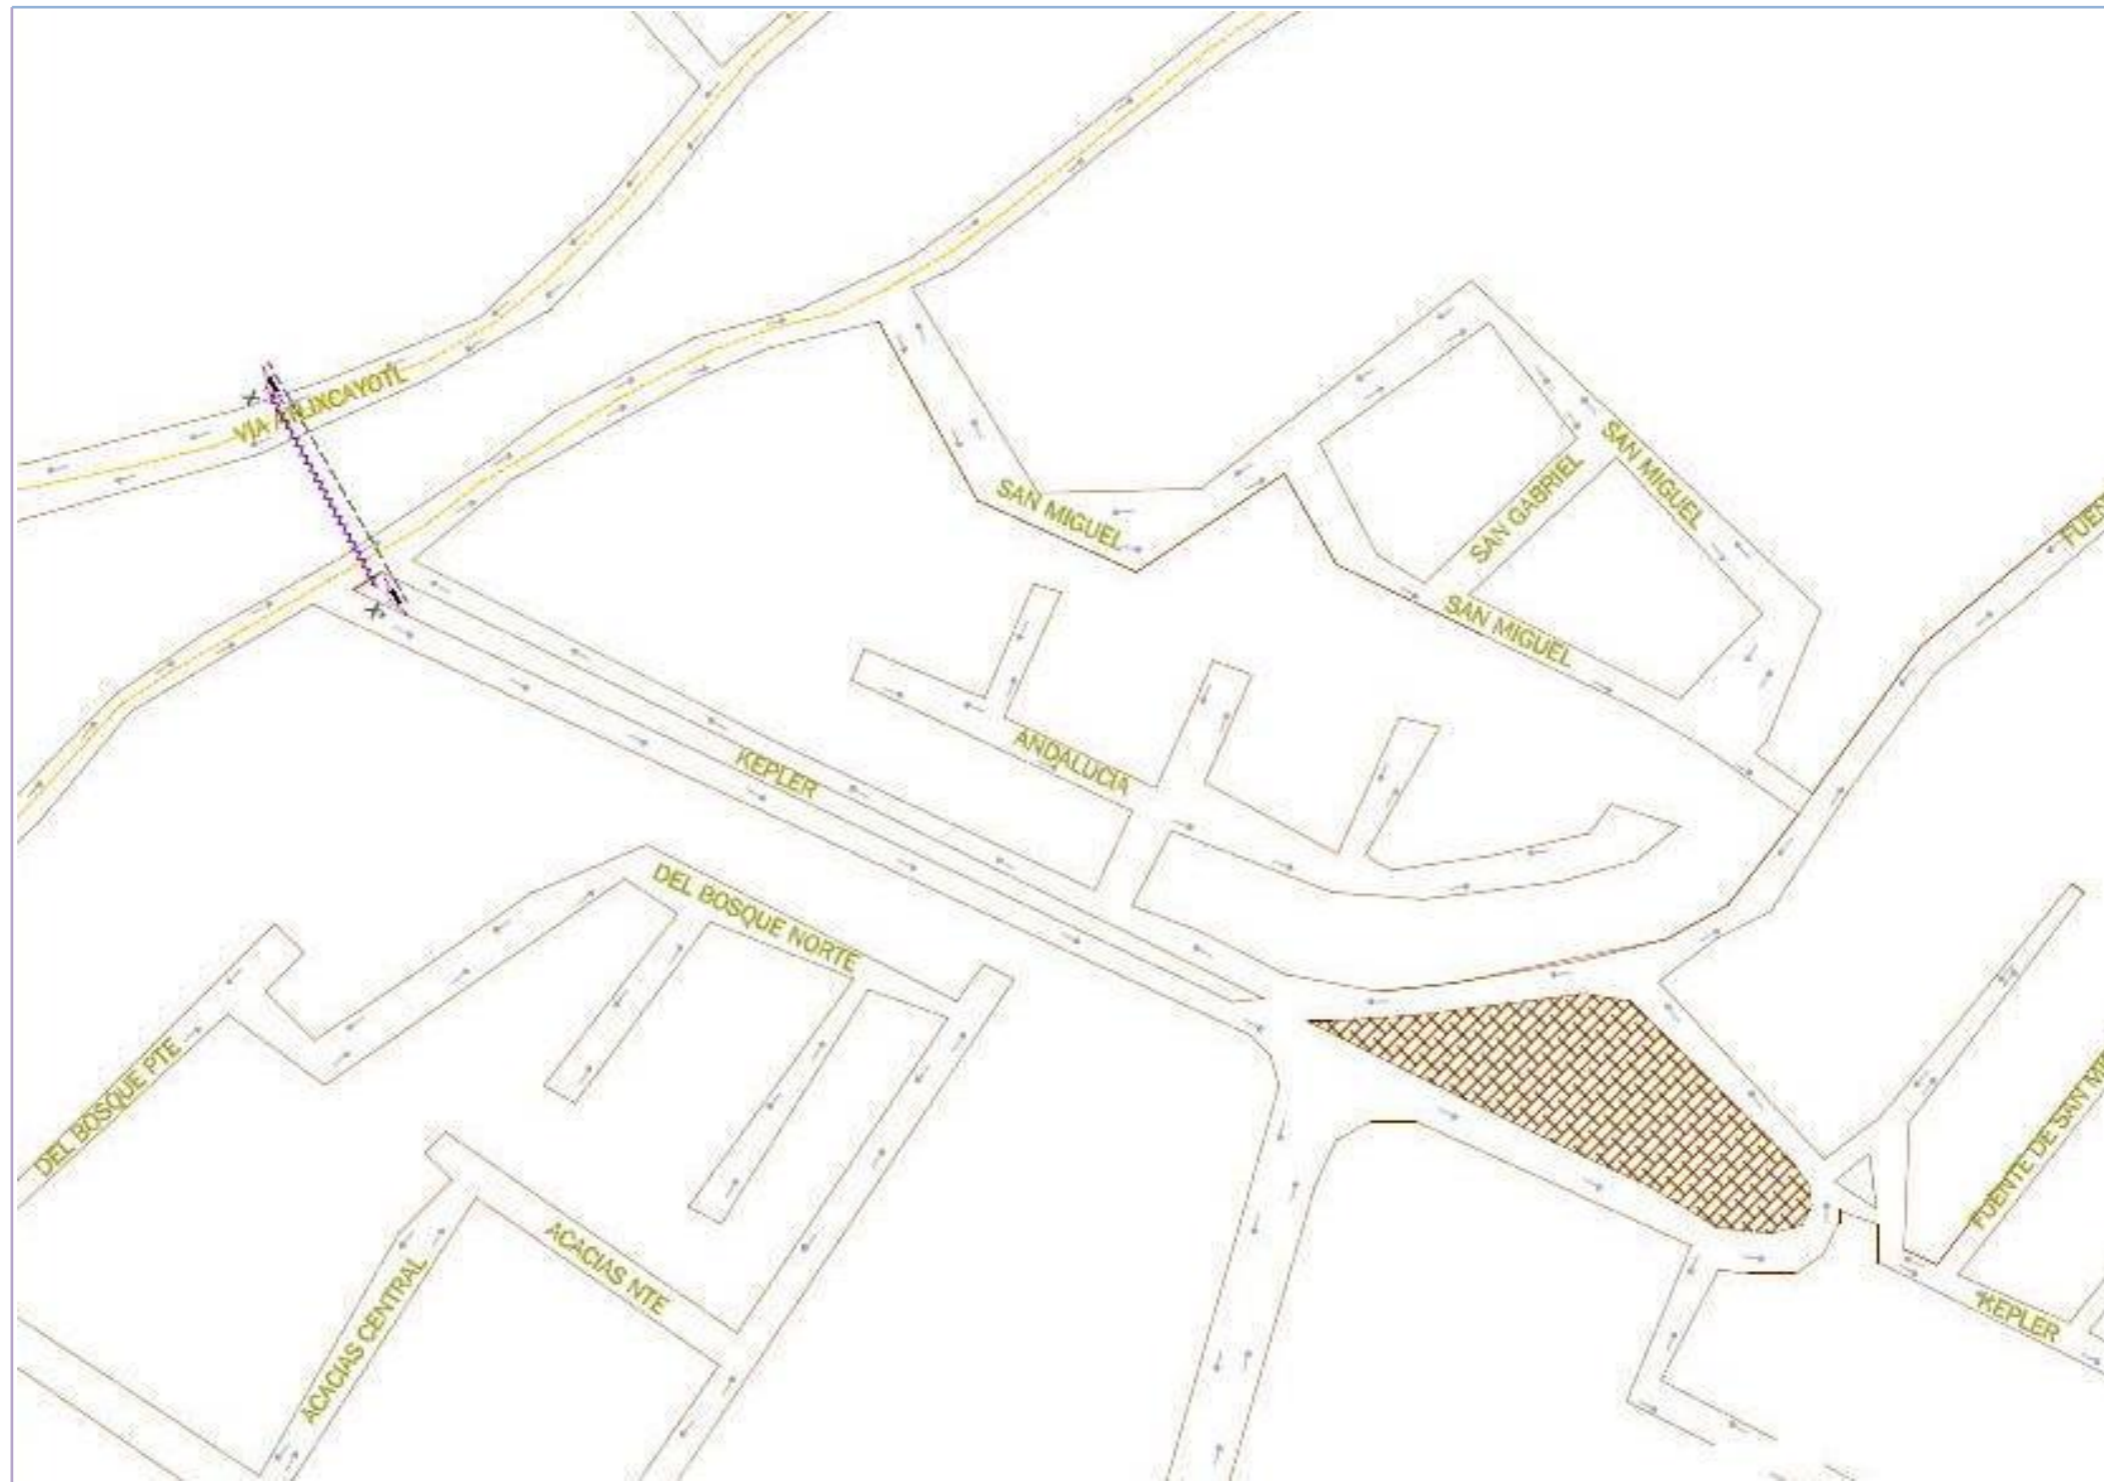 VIA ATLIXCAYOTL
SAN MIGUEL
SAN GABRIEL
SAN MIGUEL
SAN MIGUEL
ANDALUCIA
KEPLER
DEL BOSQUE NORTE
DEL BOSQUE PTE
ACACIAS NTE
ACACIAS CENTRAL
FUENTE DE SAN MI
KEPLER